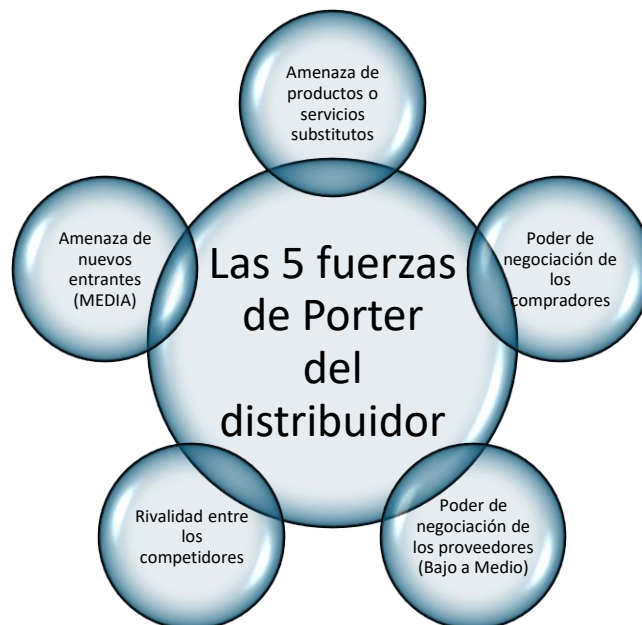 Amenaza de
productos o
servicios
substitutos
Amenaza de
nuevos
entrantes
(MEDIA)
Las 5 fuerzas
de Porter
del
distribuidor
Poder de
negociación de
los
compradores
Rivalidad entre
los
competidores
Poder de
negociación de
los proveedores
(Bajo a Medio)